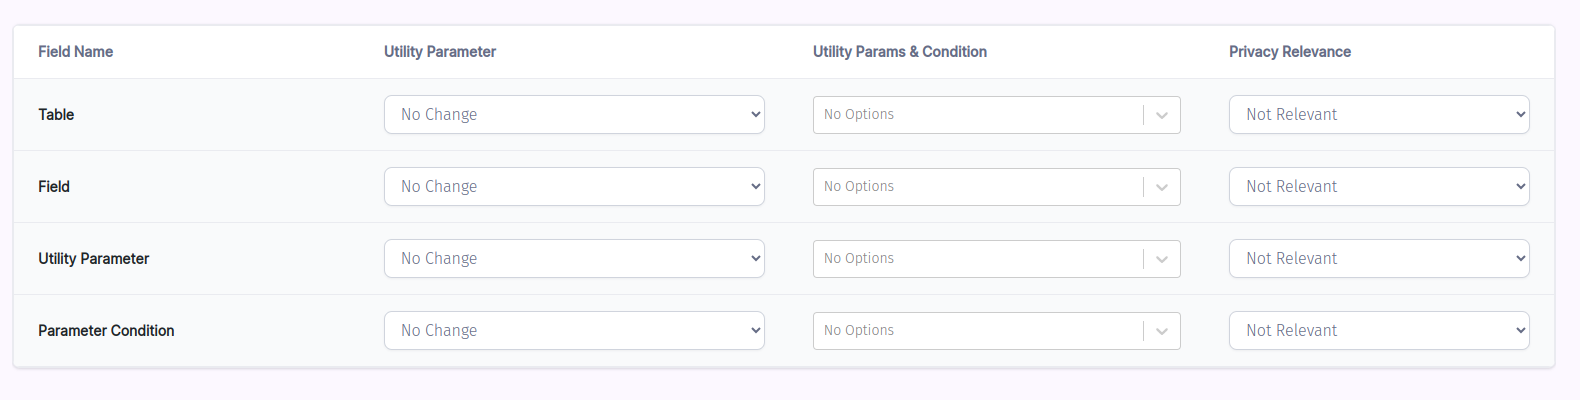 Field Name Utility Parameter Utility Params & Condition Privacy Relevance
Table No Change No Options Not Relevant
Field No Change No Options Not Relevant
Utility Parameter No Change No Options Not Relevant
Parameter Condition No Change No Options Not Relevant